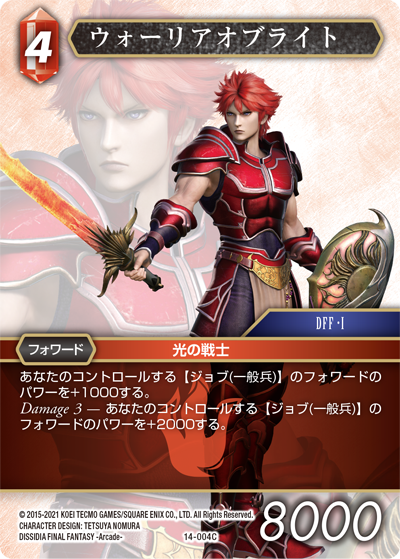 4
ウォーリアオブライト
DFF・I
フォワード
光の戦士
あなたのコントロールする【ジョブ(一般兵)】のフォワードの
パワーを+1000する。
Damage 3 — あなたのコントロールする【ジョブ(一般兵)】の
フォワードのパワーを+2000する。
© 2015-2021 KOEI TECMO GAMES/SQUARE ENIX CO., LTD. All Rights Reserved.
CHARACTER DESIGN: TETSUYA NOMURA
DISSIDIA FINAL FANTASY -Arcade-
14-004C
8000